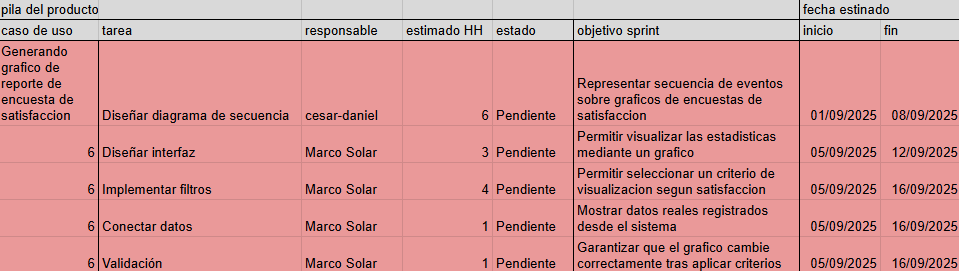 pila del producto fecha estinado
caso de uso tarea responsable estimado HH estado objetivo sprint inicio fin
Generando
grafico de
reporte de
encuesta de
satisfaccion Diseñar diagrama de secuencia cesar-daniel 6 Pendiente Representar secuencia de eventos
sobre graficos de encuestas de
satisfaccion 01/09/2025 08/09/2025
6 Diseñar interfaz Marco Solar 3 Pendiente Permitir visualizar las estadisticas
mediante un grafico 05/09/2025 12/09/2025
6 Implementar filtros Marco Solar 4 Pendiente Permitir seleccionar un criterio de
visualizacion segun satisfaccion 05/09/2025 16/09/2025
6 Conectar datos Marco Solar 1 Pendiente Mostrar datos reales registrados
desde el sistema 05/09/2025 16/09/2025
6 Validación Marco Solar 1 Pendiente Garantizar que el grafico cambie
correctamente tras aplicar criterios 05/09/2025 16/09/2025